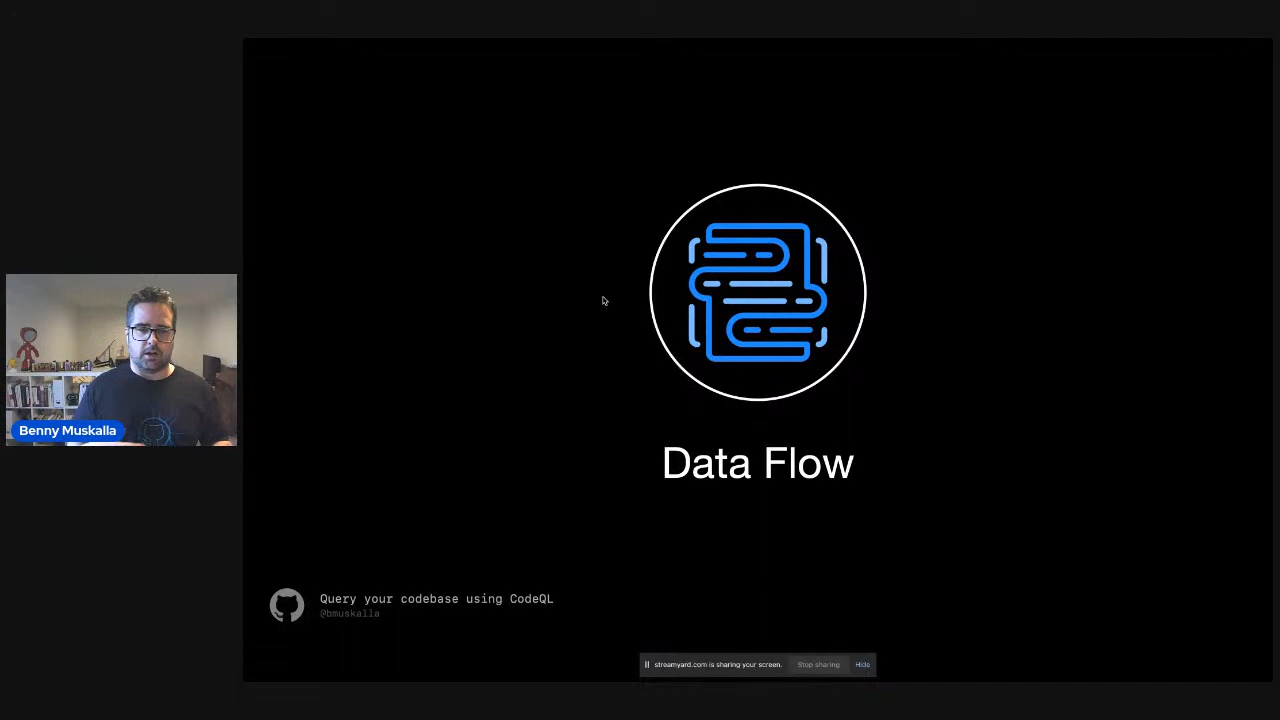 Benny Muskalla
Data Flow
Query your codebase using CodeQL
@bmuskalla
streamyard.com is sharing your screen.
Stop sharing
Hide